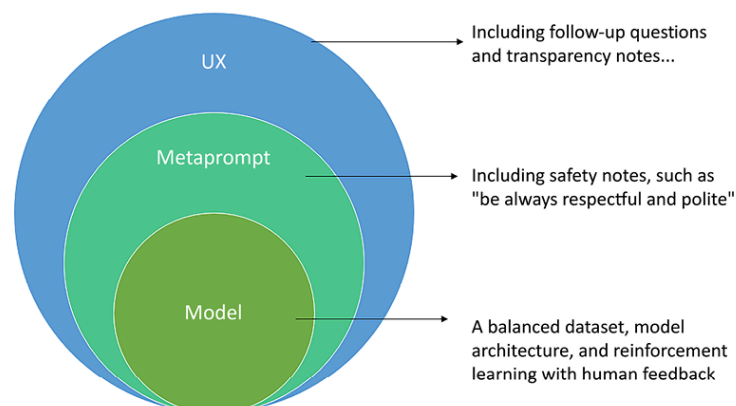 Including follow-up questions
and transparency notes...
UX
Metaprompt
Including safety notes, such as
"be always respectful and polite"
Model
A balanced dataset, model
architecture, and reinforcement
learning with human feedback